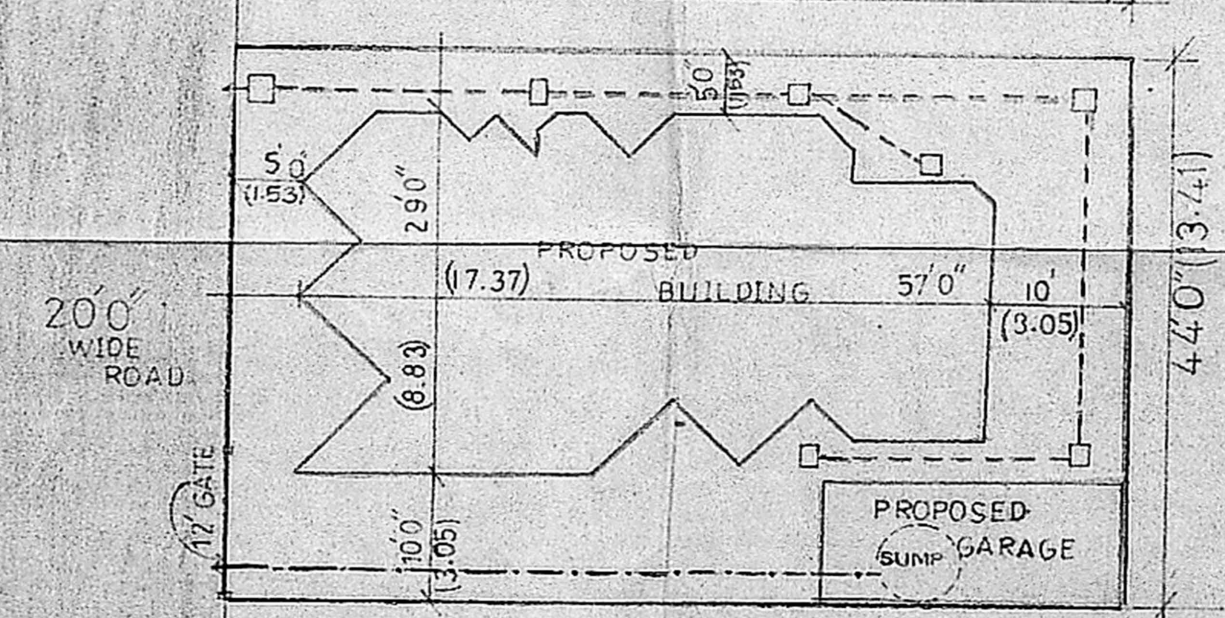 5'0"
(1.53)
5'0"
(1.53)
29'0"
44'0"(13.41)
PROPOSED
(17.37)
BUILDING
57'0"
10'
(3.05)
20'0"
WIDE
ROAD
(8.83)
12' GATE
10'0"
(3.05)
PROPOSED
GARAGE
SUMP